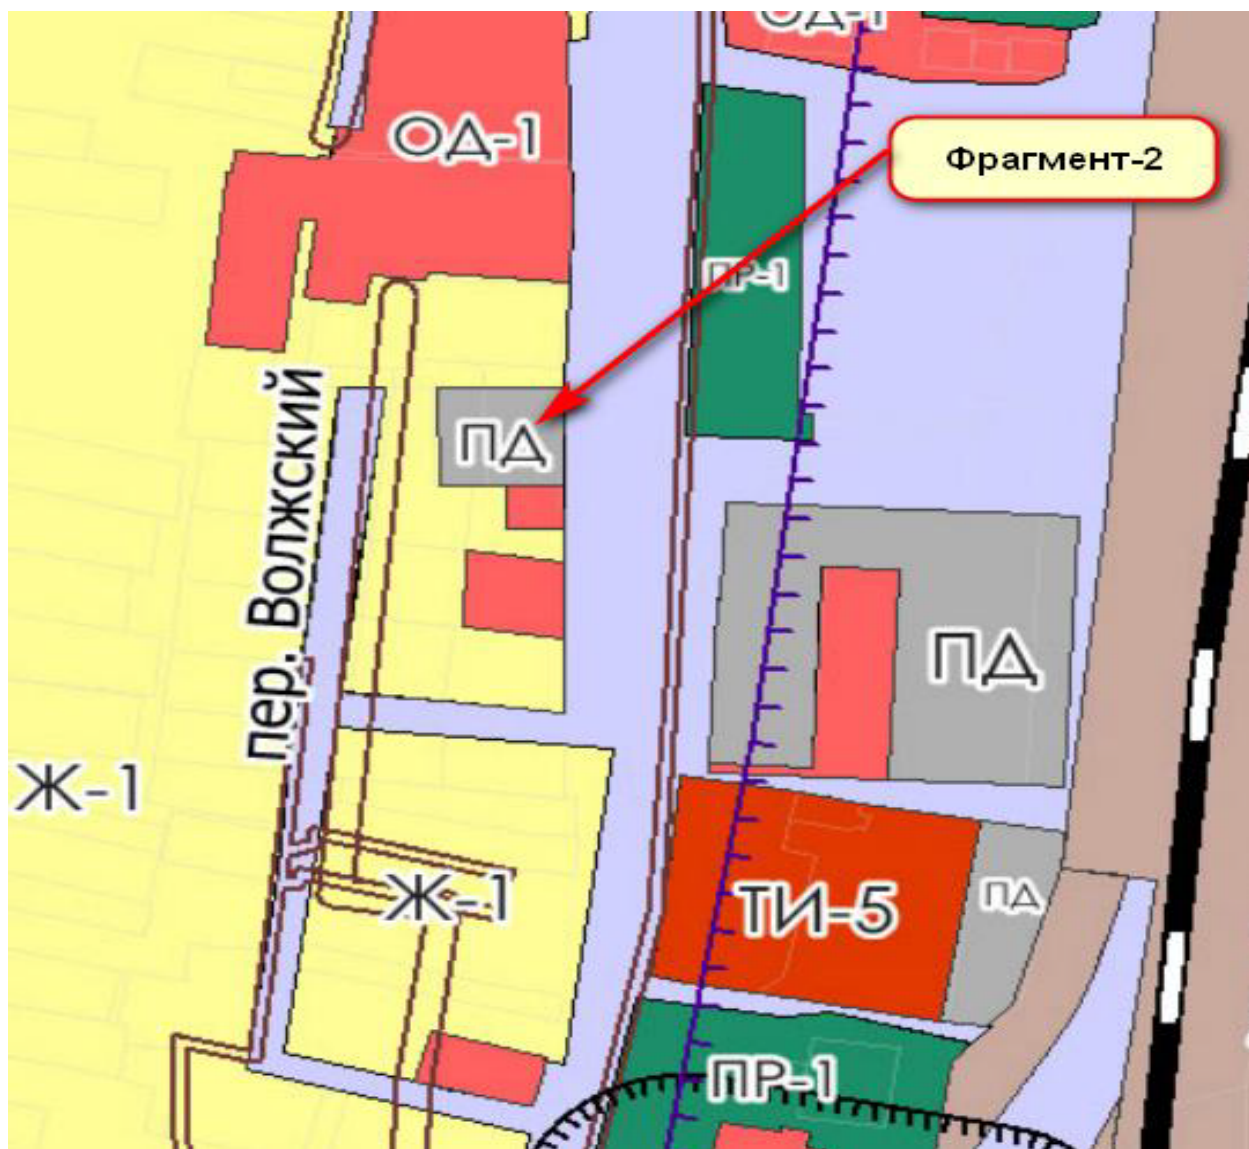 ОД-1
ОД-1
Фрагмент-2
ПР-1
ПД
пер. Волжский
ПД
Ж-1
Ж-1
ТИ-5
ПД
ПР-1